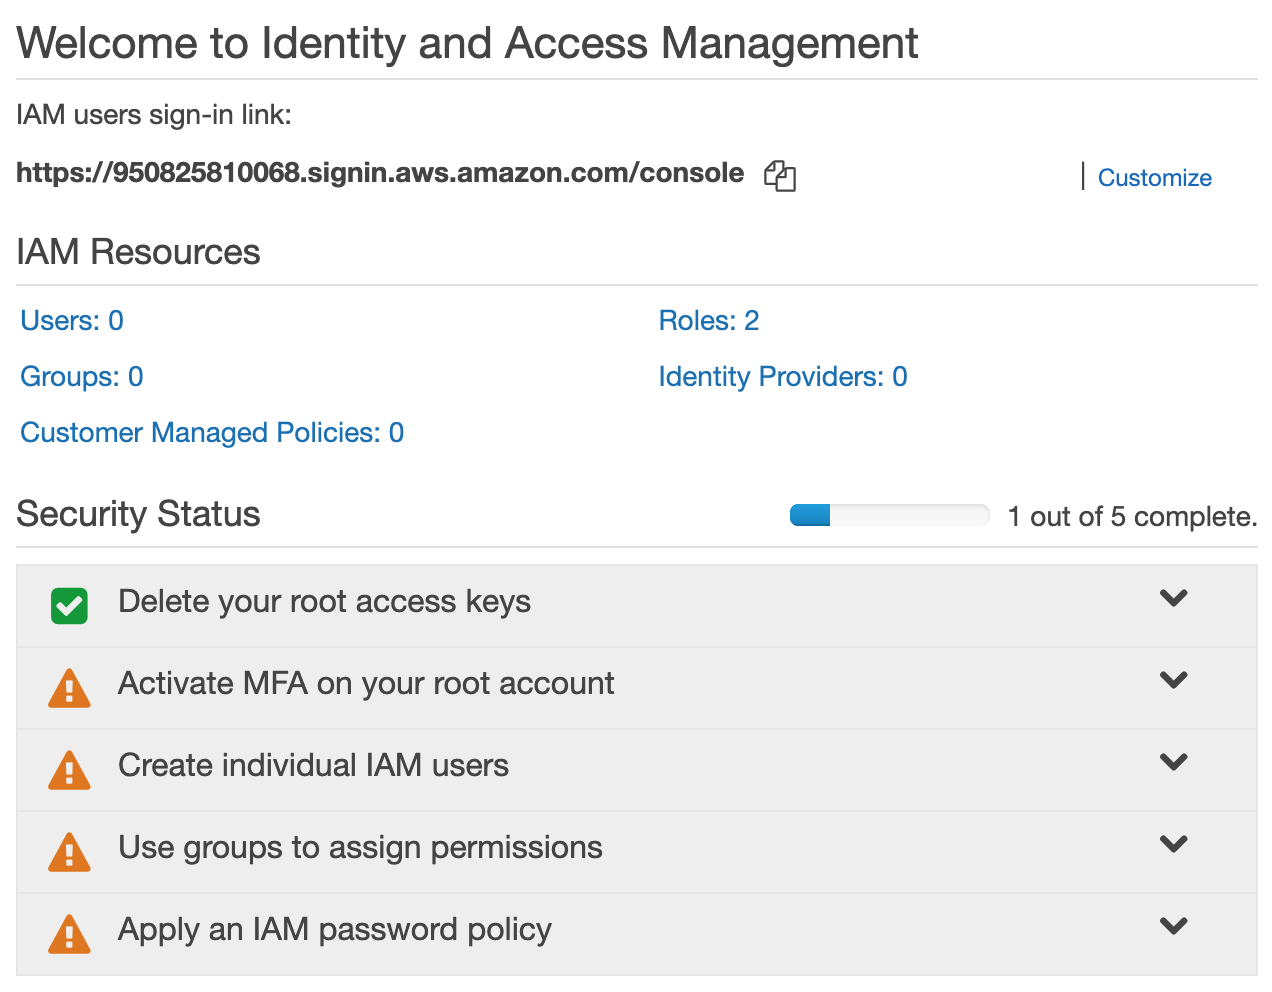 Welcome to Identity and Access Management
IAM users sign-in link:
https://950825810068.signin.aws.amazon.com/console
Customize
IAM Resources
Users: 0
Roles: 2
Groups: 0
Identity Providers: 0
Customer Managed Policies: 0
Security Status
1 out of 5 complete.
Delete your root access keys
Activate MFA on your root account
Create individual IAM users
Use groups to assign permissions
Apply an IAM password policy